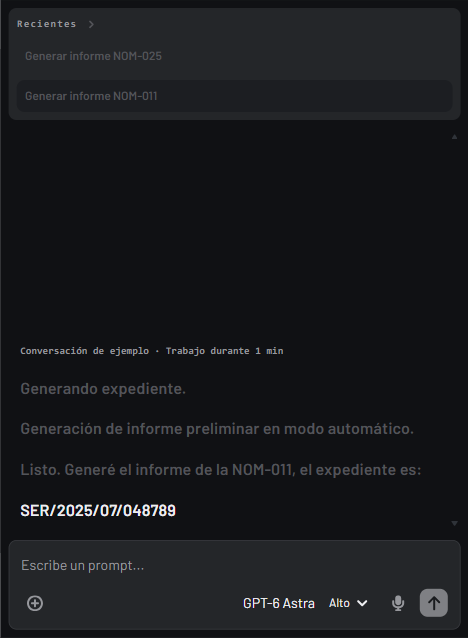 Recientes
Generar informe NOM-025
Generar informe NOM-011
Conversación de ejemplo · Trabajo durante 1 min
Generando expediente.
Generación de informe preliminar en modo automático.
Listo. Generé el informe de la NOM-011, el expediente es:
SER/2025/07/048789
Escribe un prompt...
GPT-6 Astra Alto